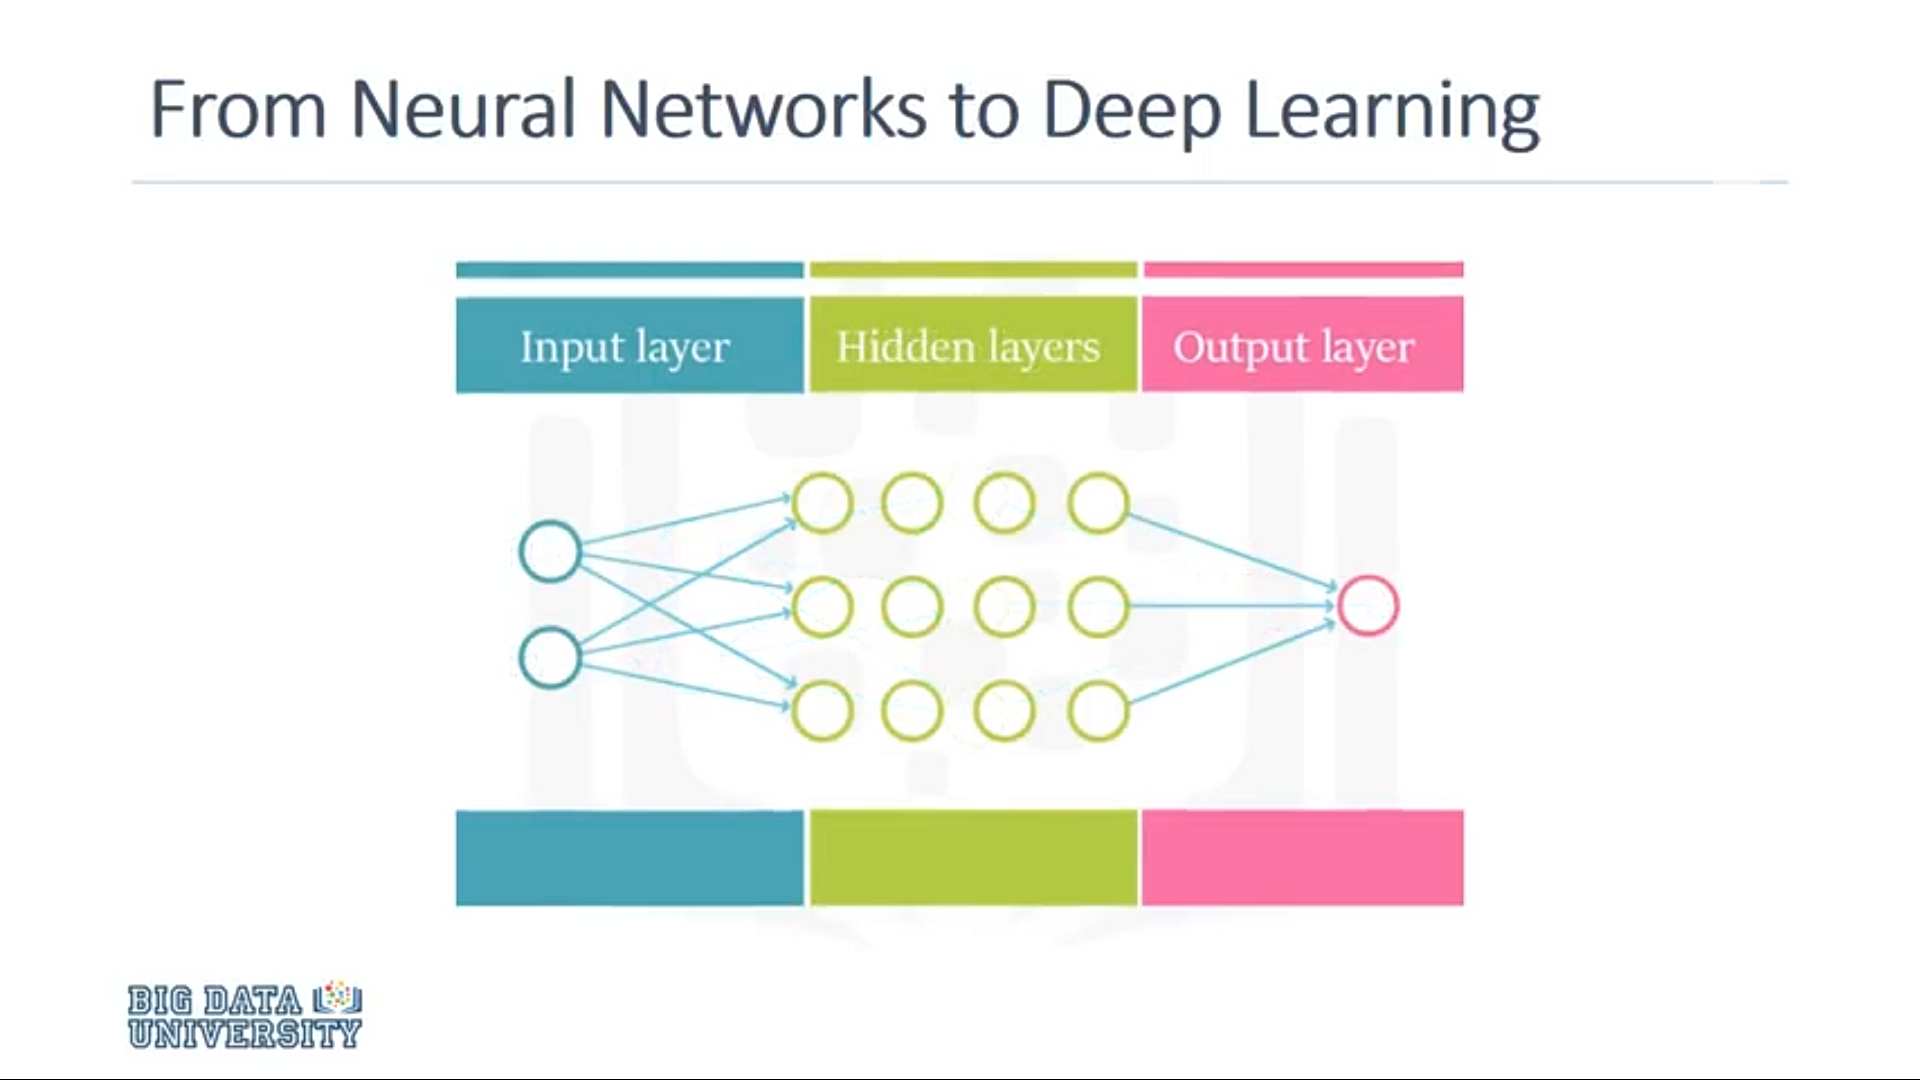 From Neural Networks to Deep Learning
Input layer
Hidden layers
Output layer
BIG DATA
UNIVERSITY